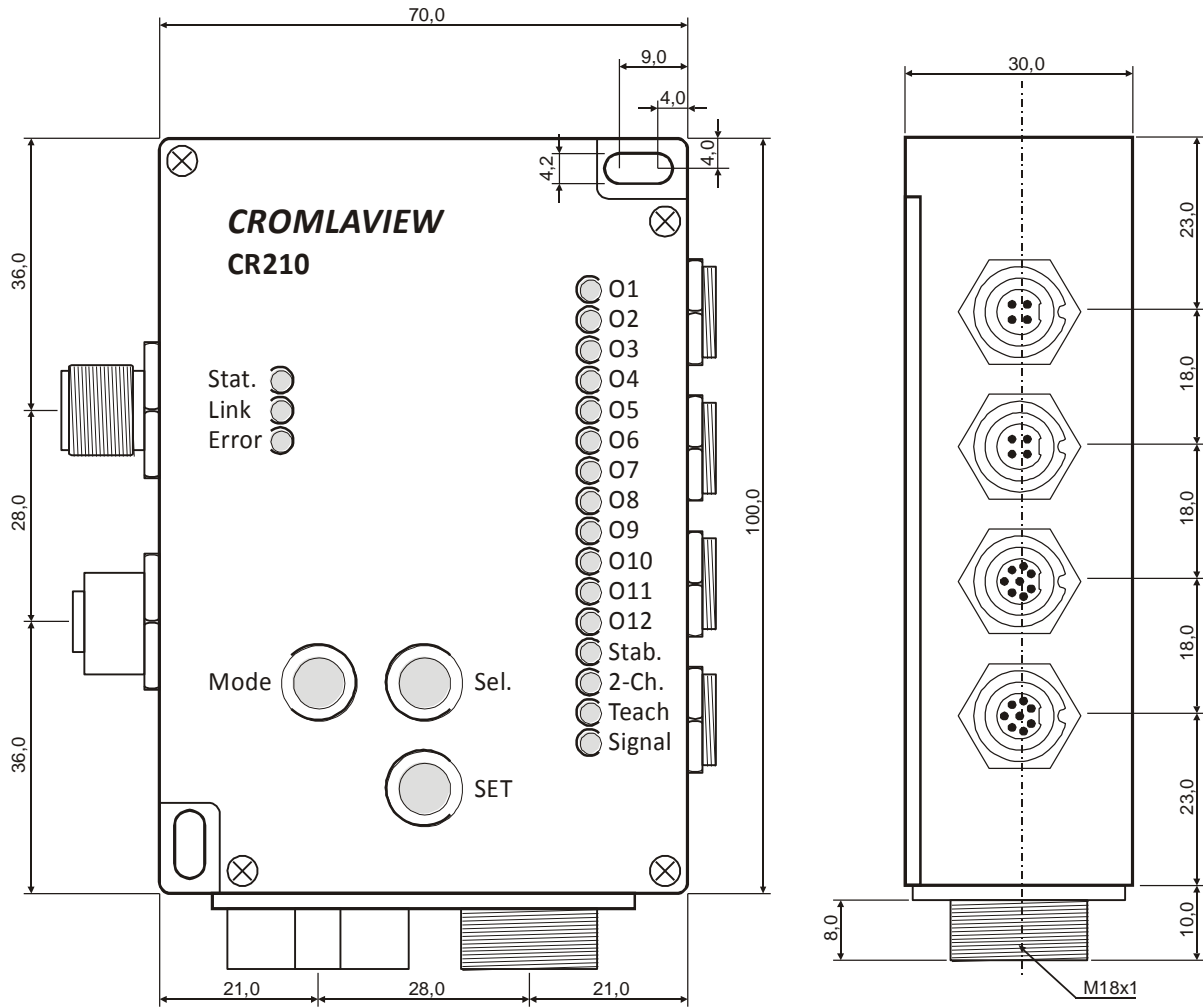 70,0
9,0
4,0
4,2
4,0
30,0
CROMLAVIEW
CR210
36,0
28,0
36,0
Stat.
Link
Error
O1
O2
O3
O4
O5
O6
O7
O8
O9
O10
O11
O12
Stab.
2-Ch.
Teach
Signal
Mode
Sel.
SET
100,0
21,0
28,0
21,0
23,0
18,0
18,0
18,0
23,0
8,0
10,0
M18x1